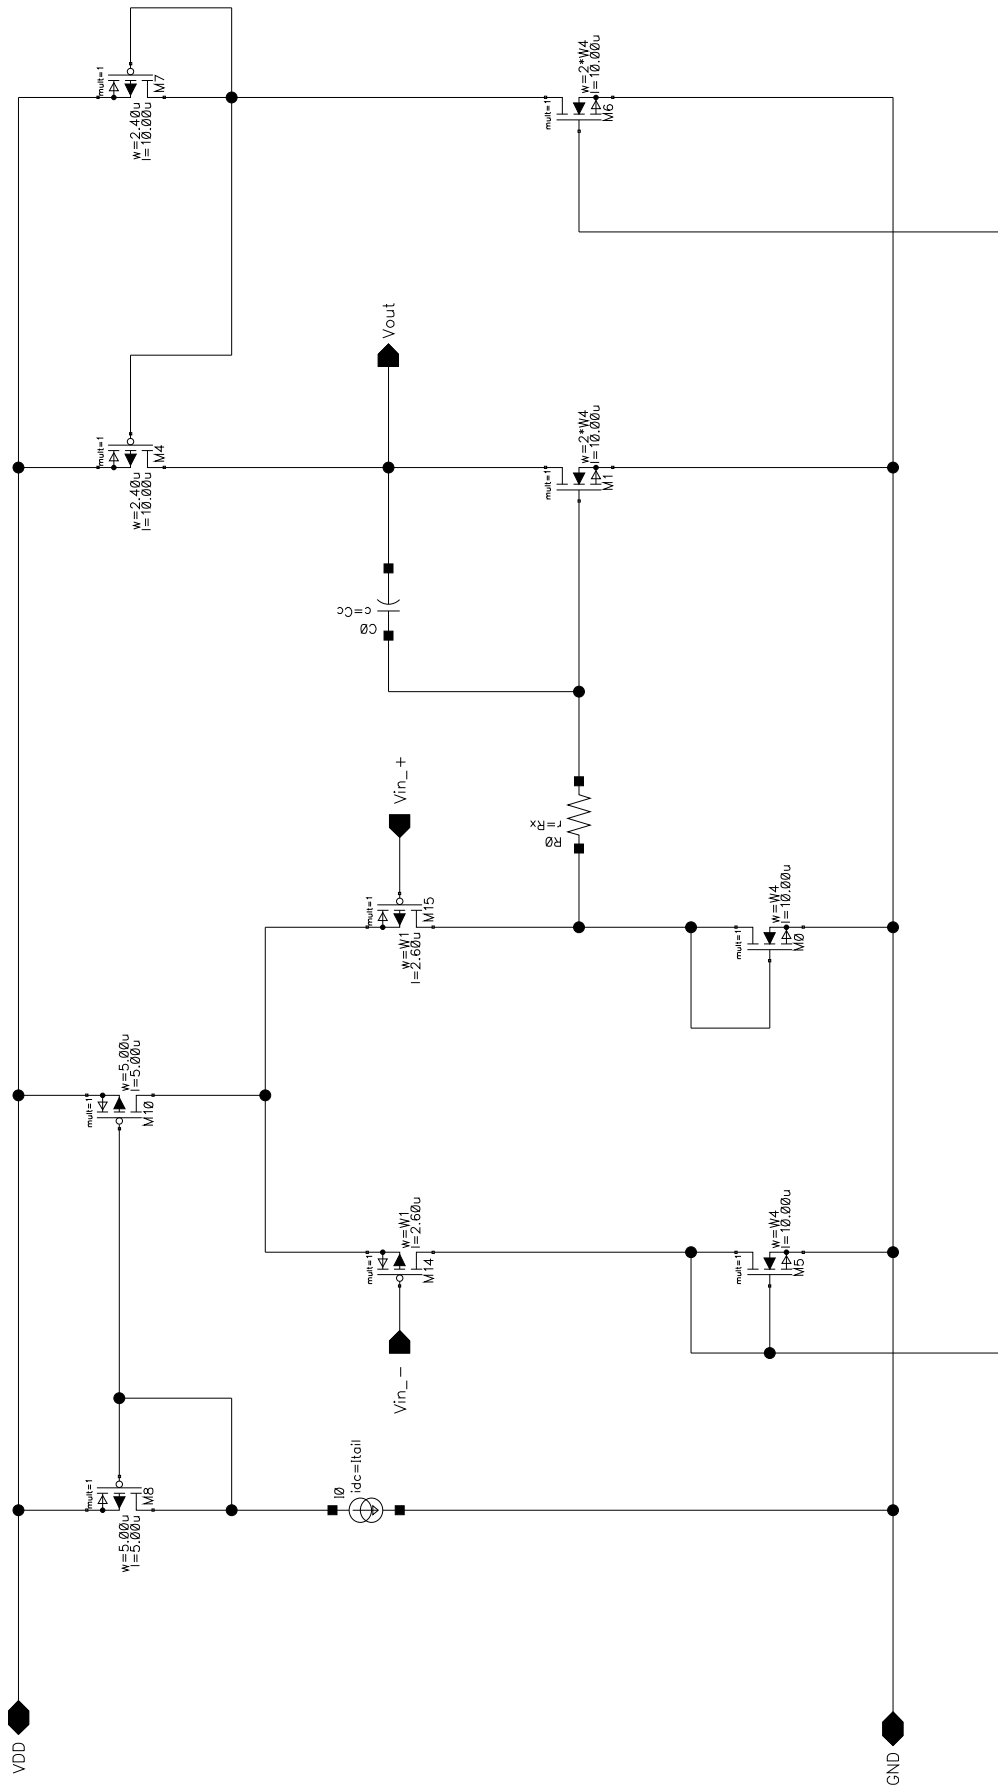 VDD
GND
mult=1
M8
w=5.00u
l=5.00u
I0
idc=Itail
mult=1
M10
w=5.00u
l=5.00u
Vin_-
mult=1
M14
w=W1
l=2.60u
mult=1
M5
w=W4
l=10.00u
Vin_+
mult=1
M15
w=W1
l=2.60u
mult=1
M0
w=W4
l=10.00u
R0
r=Rx
C0
c=Cc
Vout
mult=1
M4
w=2.40u
l=10.00u
mult=1
M1
w=2*W4
l=10.00u
mult=1
M7
w=2.40u
l=10.00u
mult=1
M6
w=2*W4
l=10.00u